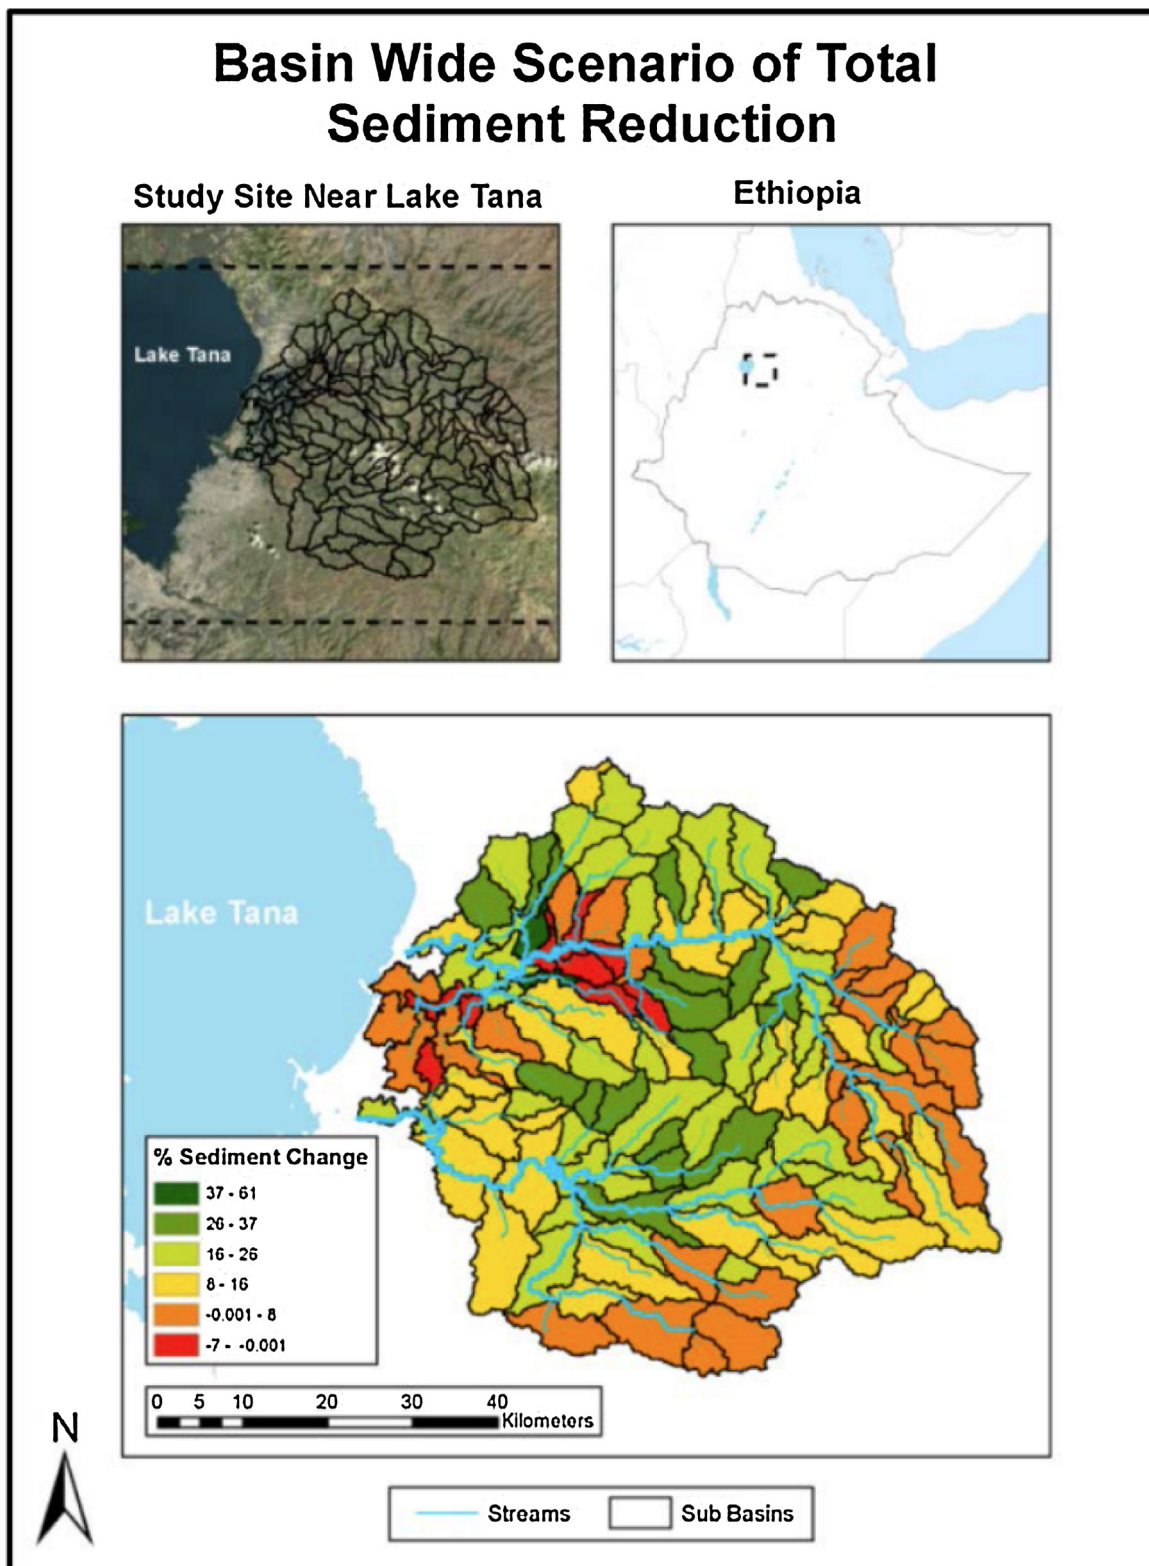 Basin Wide Scenario of Total
Sediment Reduction
Study Site Near Lake Tana
Ethiopia
Lake Tana
Lake Tana
% Sediment Change
37 - 61
26 - 37
16 - 26
8 - 16
-0.001 - 8
-7 - -0.001
0 5 10 20 30 40
Kilometers
N
Streams
Sub Basins